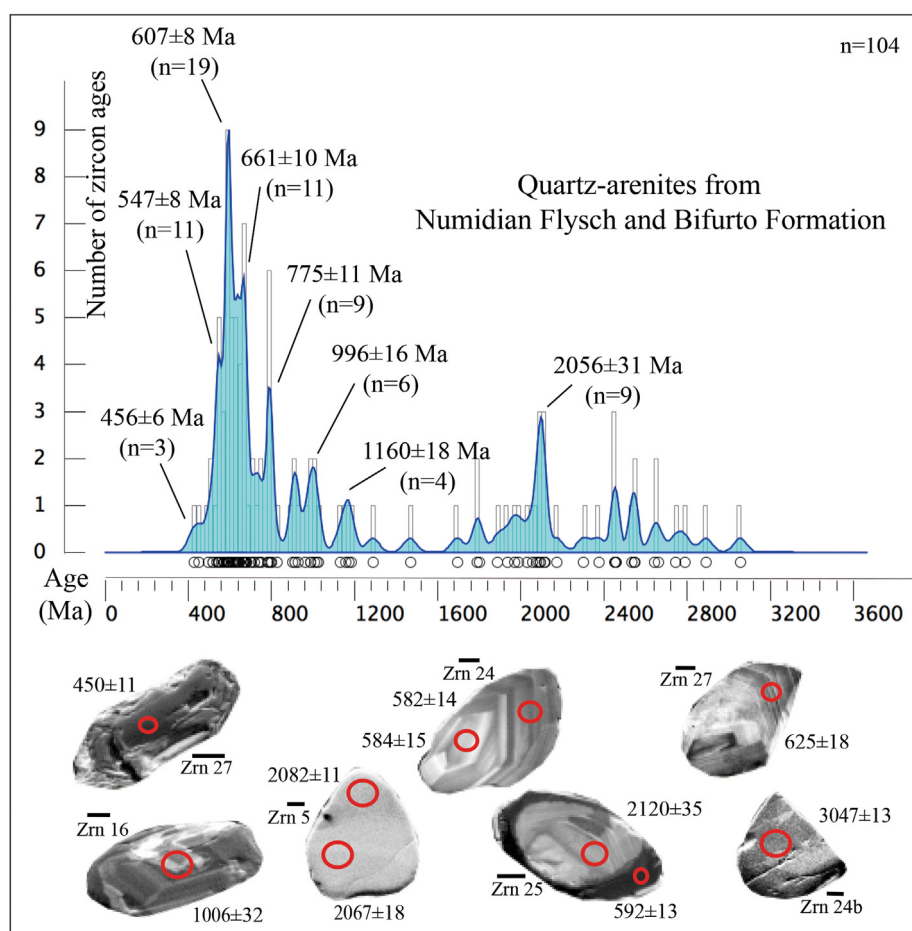 607±8 Ma
(n=19)
n=104
Number of zircon ages
661±10 Ma
(n=11)
547±8 Ma
(n=11)
Quartz-arenites from
Numidian Flysch and Bifurto Formation
775±11 Ma
(n=9)
996±16 Ma
(n=6)
2056±31 Ma
(n=9)
456±6 Ma
(n=3)
1160±18 Ma
(n=4)
9
8
7
6
5
4
3
2
1
0
Age
(Ma)
0 400 800 1200 1600 2000 2400 2800 3200 3600
450±11
Zrn 27
Zrn 24
582±14
584±15
Zrn 27
625±18
Zrn 16
1006±32
2082±11
Zrn 5
2067±18
2120±35
Zrn 25
592±13
3047±13
Zrn 24b